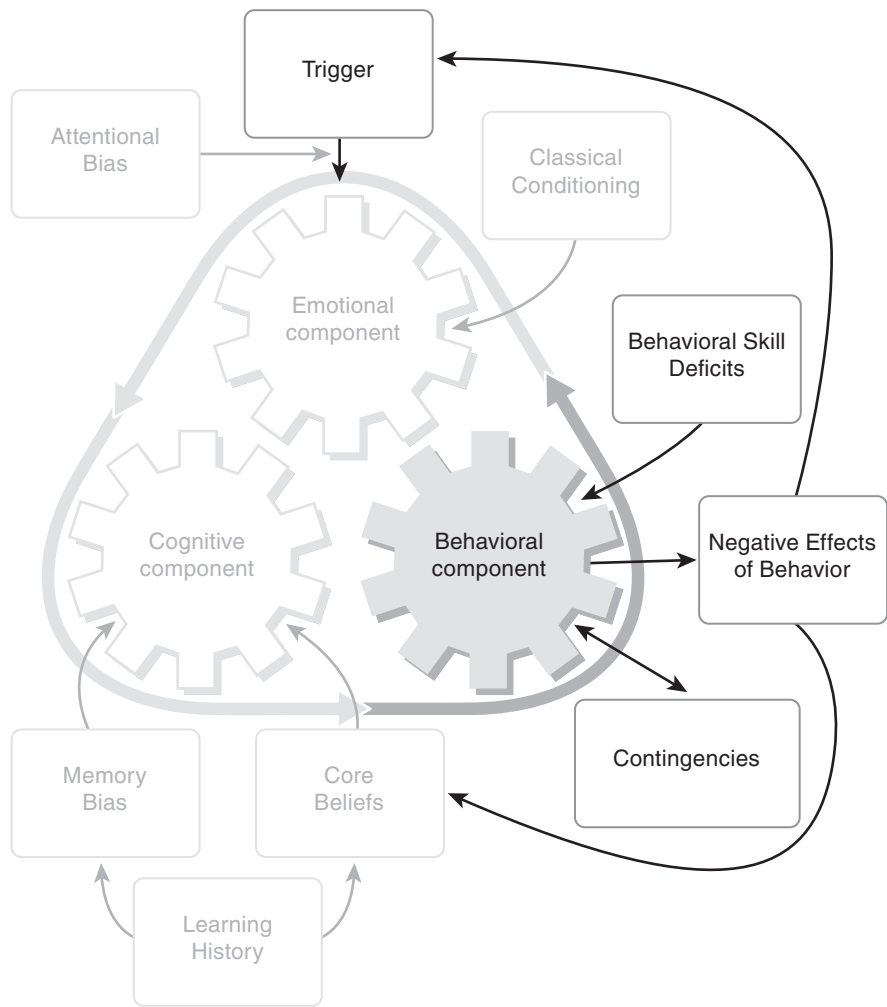 Trigger
Attentional
Bias
Classical
Conditioning
Emotional
component
Behavioral Skill
Deficits
Cognitive
component
Behavioral
component
Negative Effects
of Behavior
Memory
Bias
Core
Beliefs
Contingencies
Learning
History